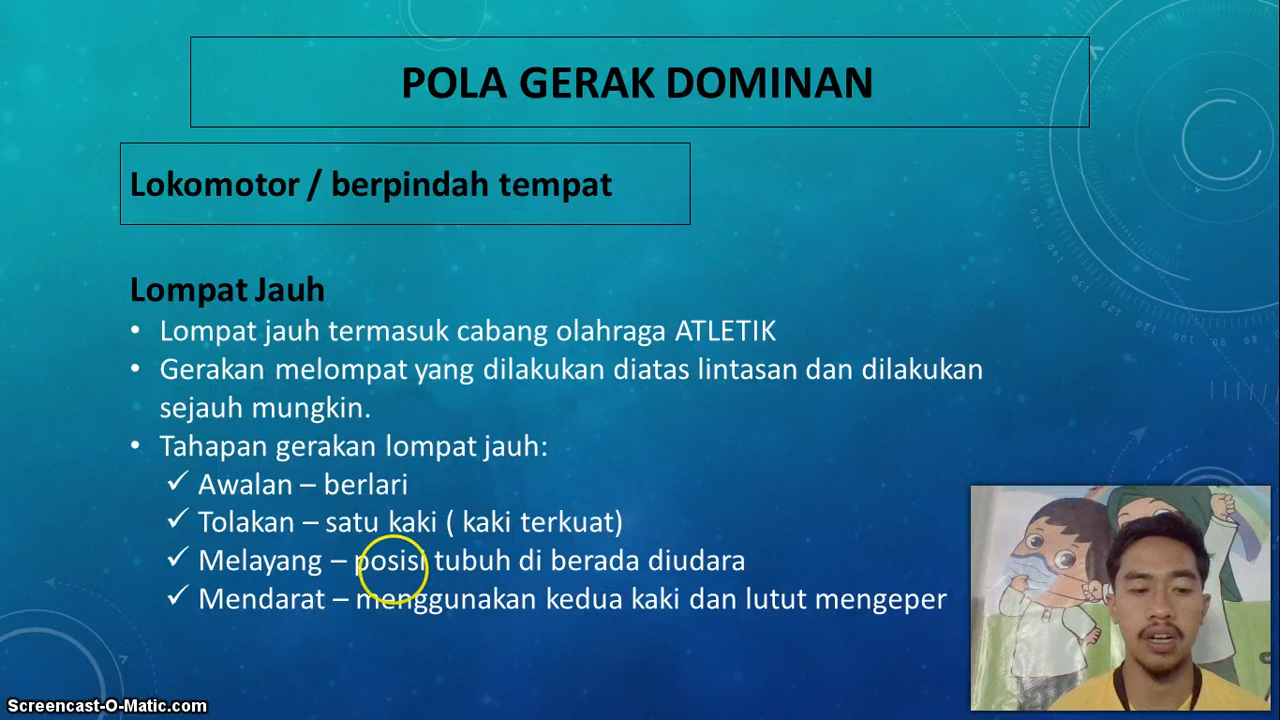 POLA GERAK DOMINAN
Lokomotor / berpindah tempat
Lompat Jauh
• Lompat jauh termasuk cabang olahraga ATLETIK
• Gerakan melompat yang dilakukan diatas lintasan dan dilakukan
sejauh mungkin.
• Tahapan gerakan lompat jauh:
✓ Awalan – berlari
✓ Tolakan – satu kaki ( kaki terkuat)
✓ Melayang – posisi tubuh di berada diudara
✓ Mendarat – menggunakan kedua kaki dan lutut mengeper
Screencast-O-Matic.com